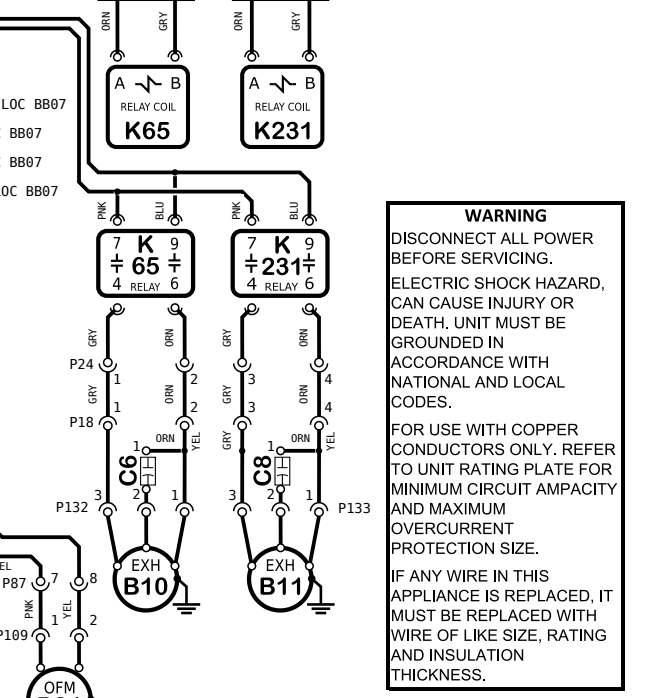 ORN GRY ORN GRY
A B A B
LOC BB07 RELAY COIL RELAY COIL
K65 K231
BB07
BB07
OC BB07
PNK BLU PNK BLU
7 K 9 7 K 9
65 231
4 RELAY 6 4 RELAY 6
GRY ORN GRY ORN
P24
1 2 3 4
GRY ORN GRY ORN
1 2 3 4
P18
ORN YEL GRY ORN YEL
1 1
C6 C8
3 2 1 3 2 1
P132 P133
EXH EXH
B10 B11
EL
P87 7 8
PNK YEL
1 2
P109
OFM
WARNING
DISCONNECT ALL POWER
BEFORE SERVICING.
ELECTRIC SHOCK HAZARD,
CAN CAUSE INJURY OR
DEATH. UNIT MUST BE
GROUNDED IN
ACCORDANCE WITH
NATIONAL AND LOCAL
CODES.
FOR USE WITH COPPER
CONDUCTORS ONLY. REFER
TO UNIT RATING PLATE FOR
MINIMUM CIRCUIT AMPACITY
AND MAXIMUM
OVERCURRENT
PROTECTION SIZE.
IF ANY WIRE IN THIS
APPLIANCE IS REPLACED, IT
MUST BE REPLACED WITH
WIRE OF LIKE SIZE, RATING
AND INSULATION
THICKNESS.